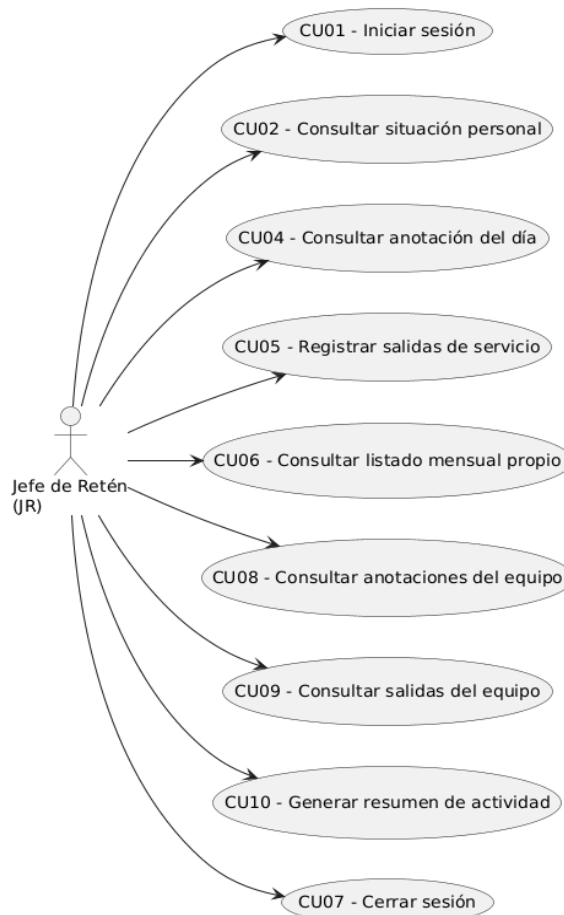 CU01 - Iniciar sesión
CU02 - Consultar situación personal
CU04 - Consultar anotación del día
CU05 - Registrar salidas de servicio
CU06 - Consultar listado mensual propio
Jefe de Retén
(JR)
CU08 - Consultar anotaciones del equipo
CU09 - Consultar salidas del equipo
CU10 - Generar resumen de actividad
CU07 - Cerrar sesión